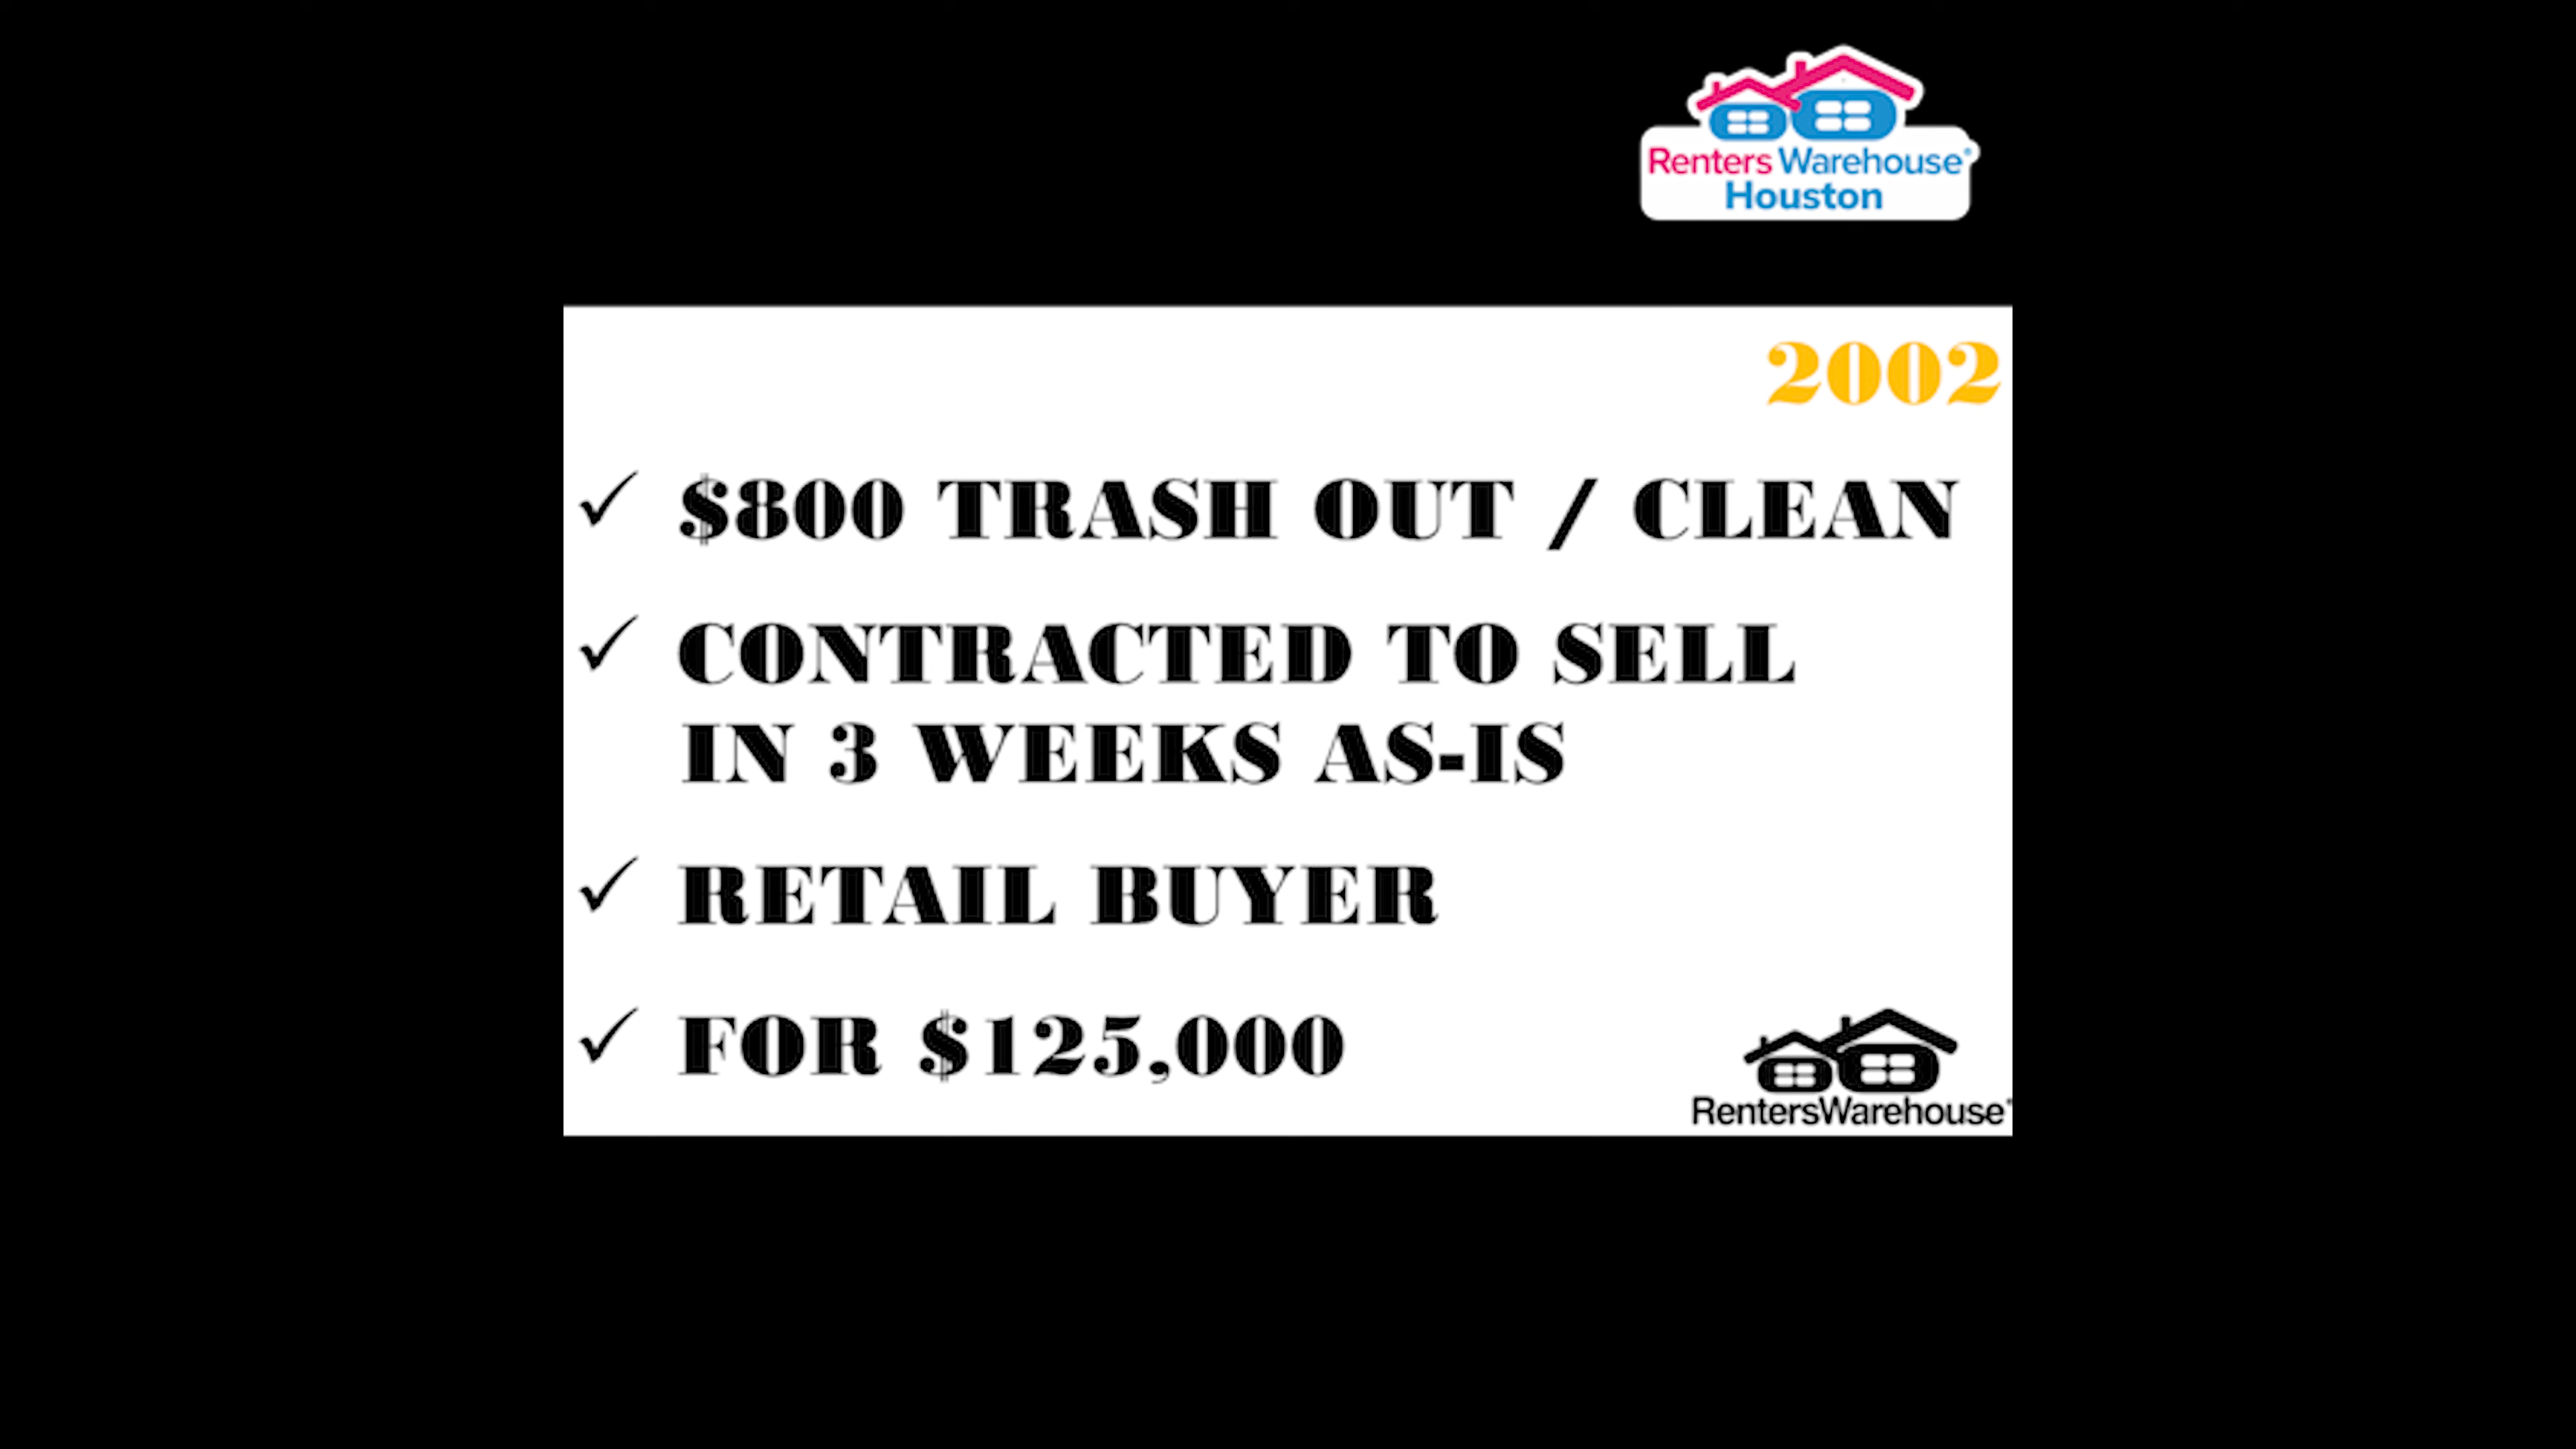 Renters Warehouse®
Houston
2002
✓ $800 TRASH OUT / CLEAN
✓ CONTRACTED TO SELL
IN 3 WEEKS AS-IS
✓ RETAIL BUYER
✓ FOR $125,000
RentersWarehouse®